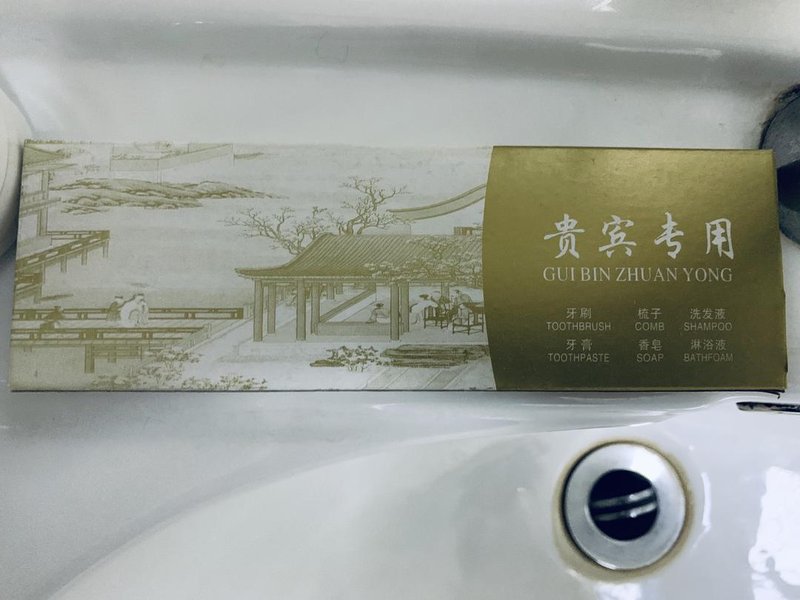 贵宾专用
GUI BIN ZHUAN YONG
牙刷 梳子 洗发液
TOOTHBRUSH COMB SHAMPOO
牙膏 香皂 淋浴液
TOOTHPASTE SOAP BATHFOAM